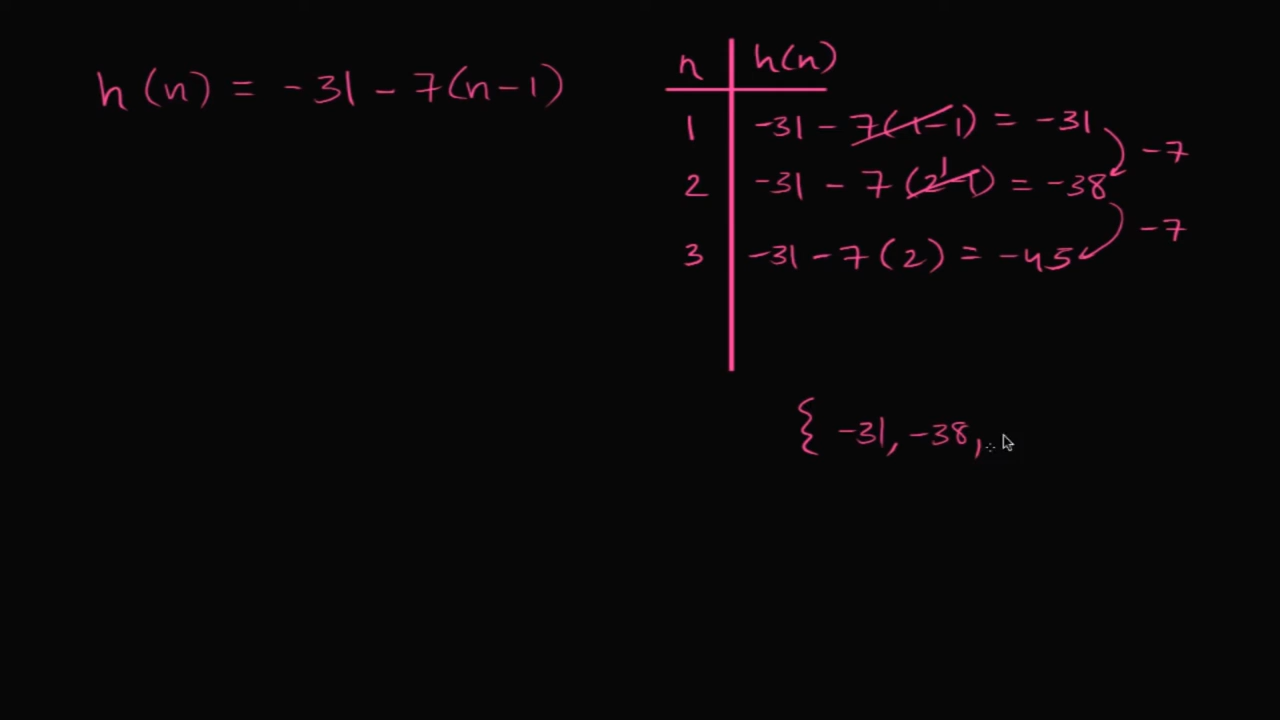 h(n) = -31 - 7(n-1)
n h(n)
1 -31 - 7(1-1) = -31
-7
2 -31 - 7(2-1) = -38
1
-7
3 -31 - 7(2) = -45
{ -31, -38,